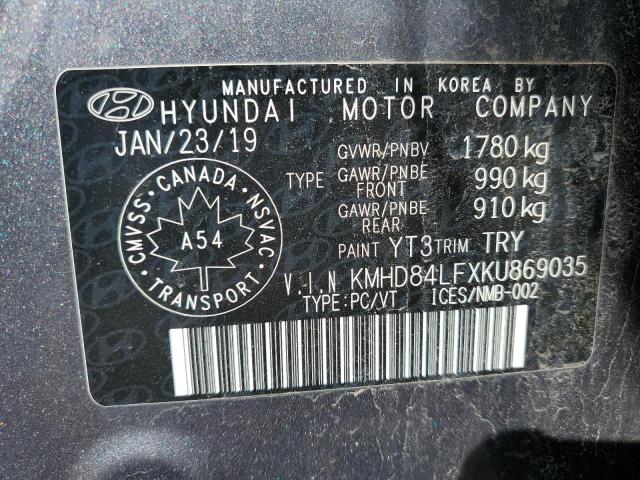 MANUFACTURED IN KOREA BY
HYUNDAI MOTOR COMPANY
JAN/23/19
GVWR/PNBV 1780 kg
TYPE GAWR/PNBE FRONT 990 kg
GAWR/PNBE REAR 910 kg
PAINT YT3 TRIM TRY
CMVSS CANADA NSVAC
A54
TRANSPORT
V.I.N KMHD84LFXKU869035
TYPE:PC/VT ICES/NMB-002